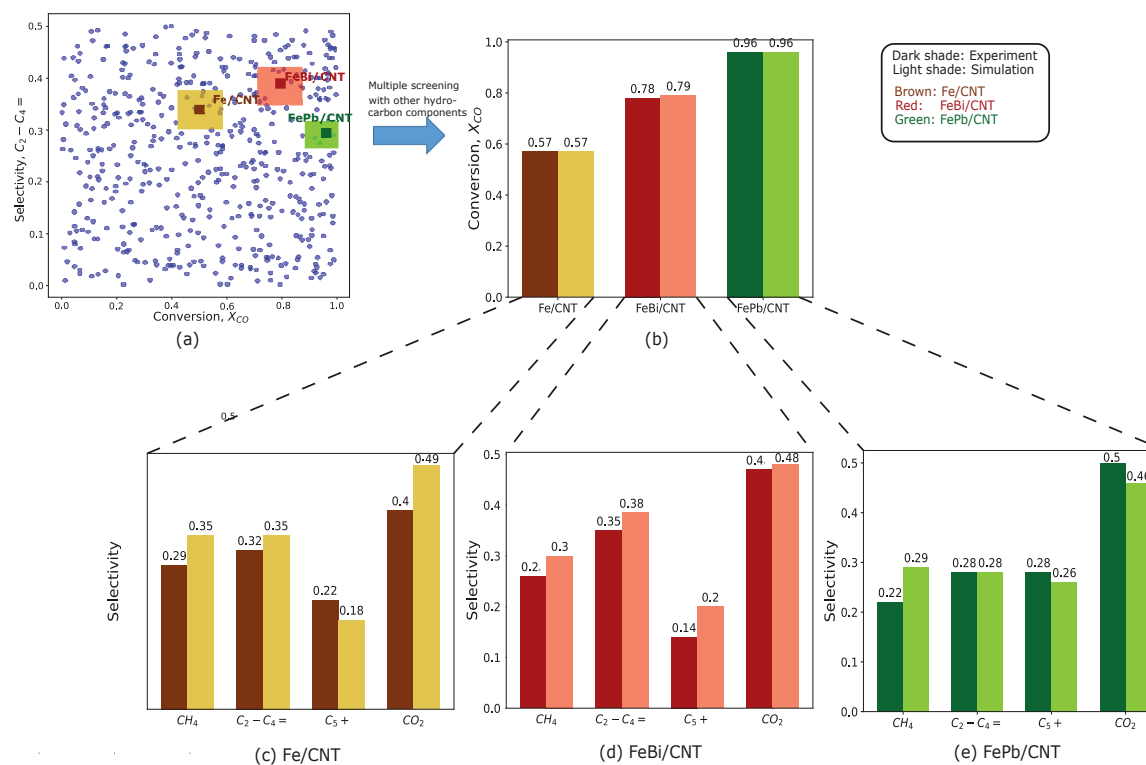 0.5
0.4
0.3
0.2
0.1
0.0
Selectivity, C2 − C4 =
FeBi/CNT
Fe/CNT
FePb/CNT
0.0 0.2 0.4 0.6 0.8 1.0
Conversion, XCO
(a)
Multiple screening
with other hydro-
carbon components
1.0
0.8
0.6
0.4
0.2
0.0
Conversion, XCO
0.57 0.57
0.78 0.79
0.96 0.96
Fe/CNT FeBi/CNT FePb/CNT
(b)
Dark shade: Experiment
Light shade: Simulation
Brown: Fe/CNT
Red: FeBi/CNT
Green: FePb/CNT
0.5
Selectivity
0.29 0.35
0.32 0.35
0.22 0.18
0.4 0.49
CH4 C2 − C4 = C5 + CO2
(c) Fe/CNT
0.5
0.4
0.3
0.2
0.1
0.0
Selectivity
0.2 0.3
0.35 0.38
0.14 0.2
0.4 0.48
CH4 C2 − C4 = C5 + CO2
(d) FeBi/CNT
0.5
0.4
0.3
0.2
0.1
0.0
Selectivity
0.22 0.29
0.28 0.28
0.28 0.26
0.5 0.46
CH4 C2 − C4 = C5 + CO2
(e) FePb/CNT